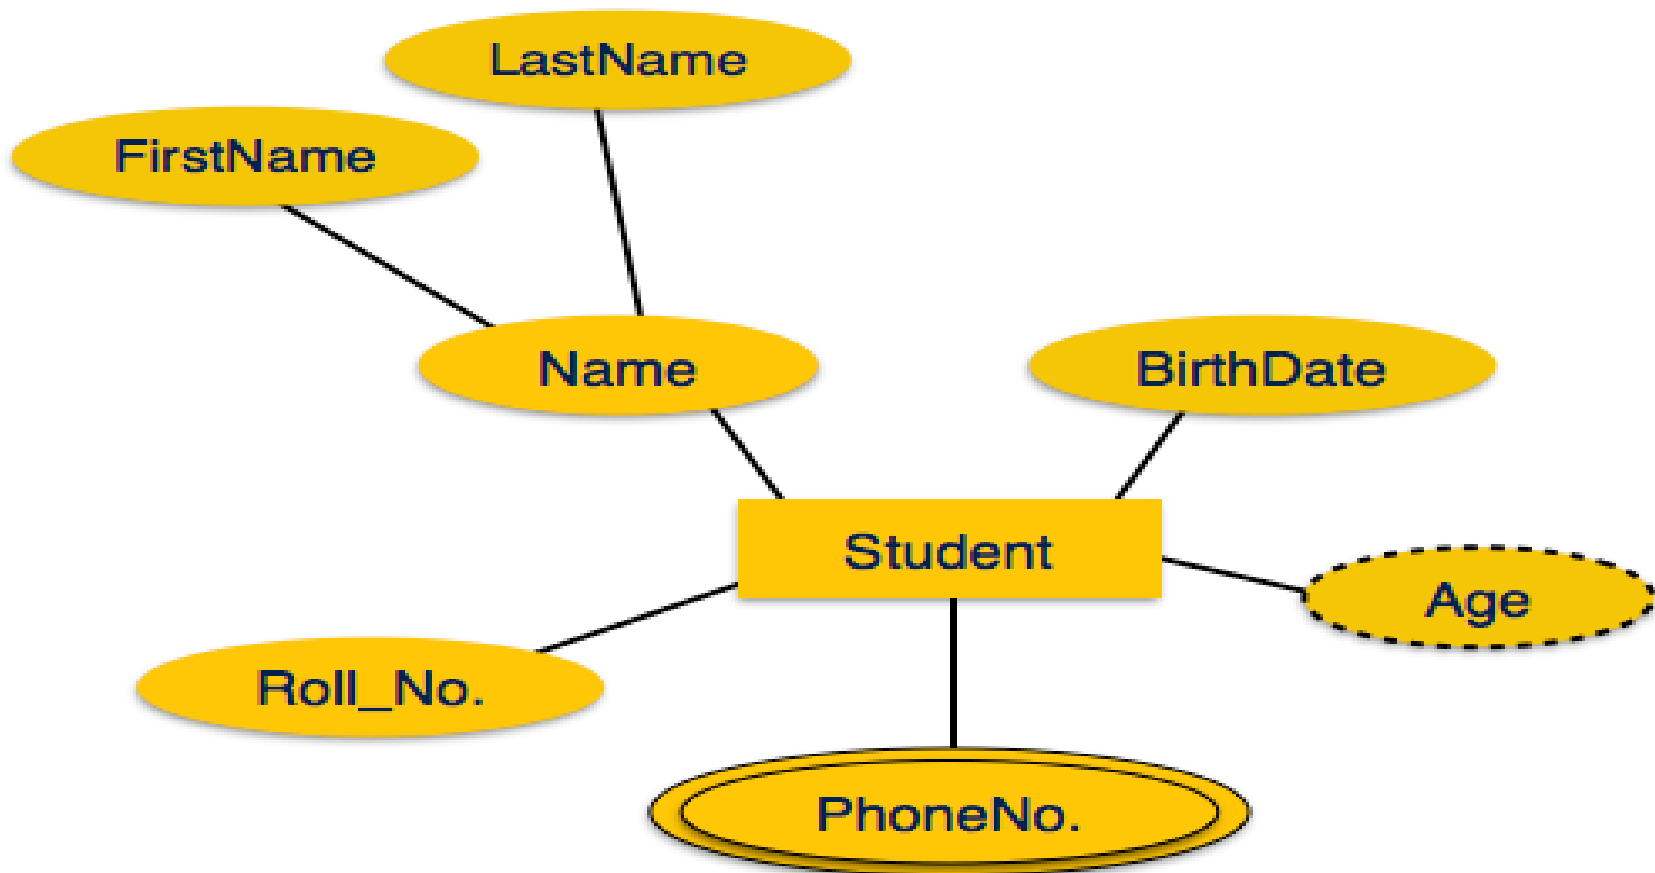 LastName
FirstName
Name
BirthDate
Student
Age
Roll_No.
PhoneNo.